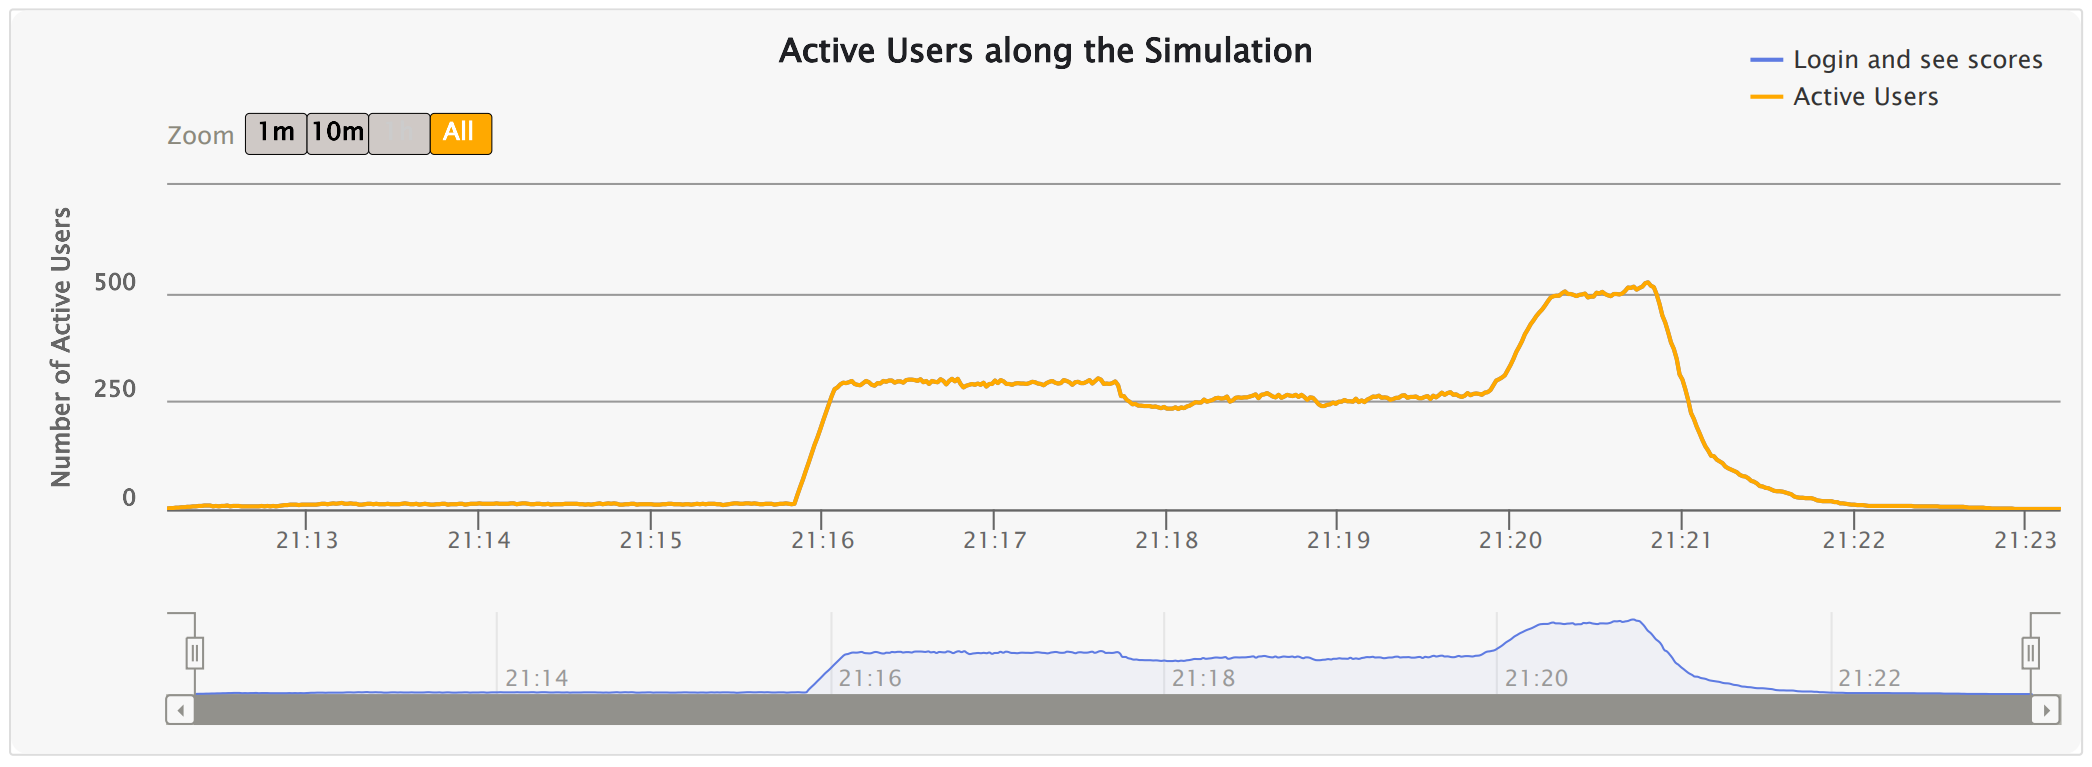 Active Users along the Simulation
Login and see scores
Active Users
Zoom 1m 10m All
Number of Active Users
500
250
0
21:13 21:14 21:15 21:16 21:17 21:18 21:19 21:20 21:21 21:22 21:23
21:14 21:16 21:18 21:20 21:22